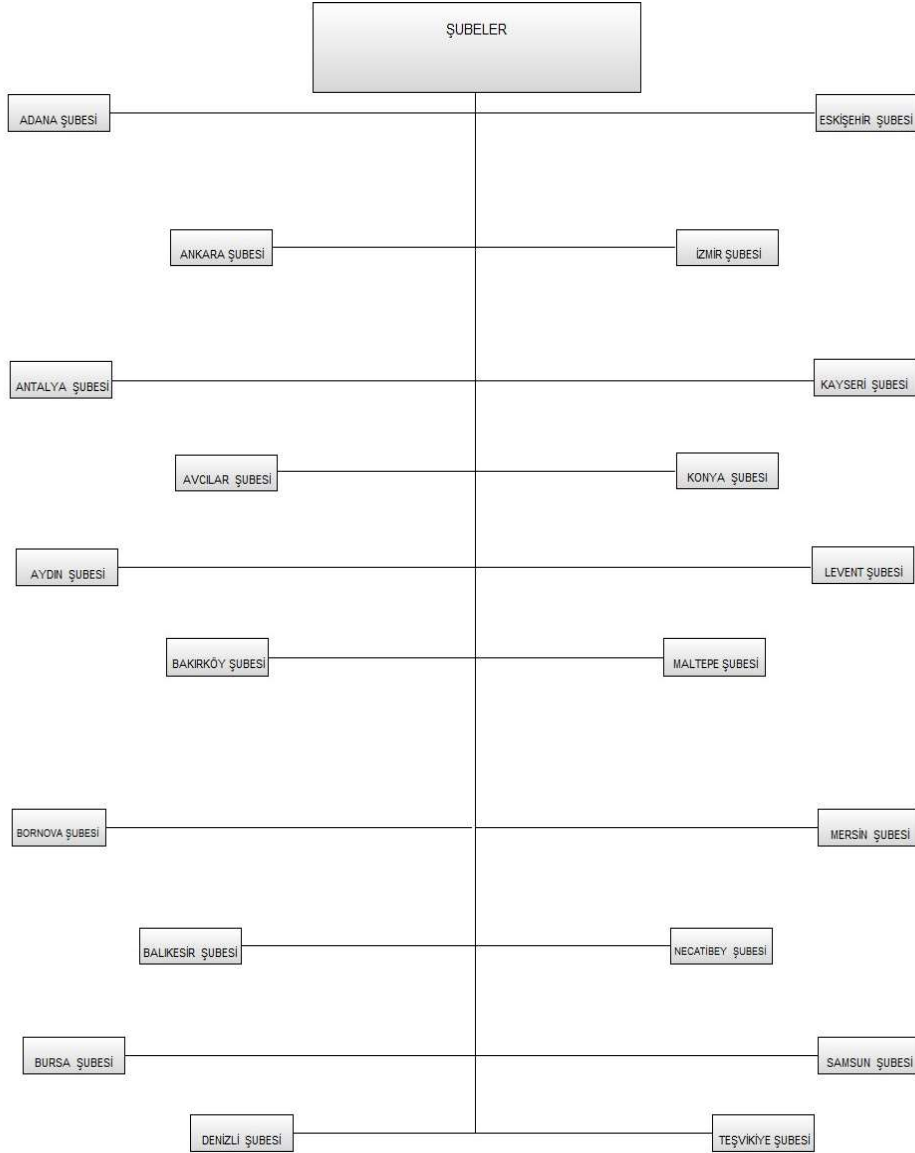 ŞUBELER
ADANA ŞUBESİ
ESKİŞEHİR ŞUBESİ
ANKARA ŞUBESİ
İZMİR ŞUBESİ
ANTALYA ŞUBESİ
KAYSERİ ŞUBESİ
AVCILAR ŞUBESİ
KONYA ŞUBESI
AYDIN ŞUBESİ
LEVENT ŞUBESİ
BAKIRKÖY ŞUBESİ
MALTEPE ŞUBESİ
BORNOVA ŞUBESİ
MERSİN ŞUBESİ
BALIKESİR ŞUBESİ
NECATİBEY ŞUBESİ
BURSA ŞUBESİ
SAMSUN ŞUBESİ
DENİZLİ ŞUBESİ
TEŞVİKİYE ŞUBESİ